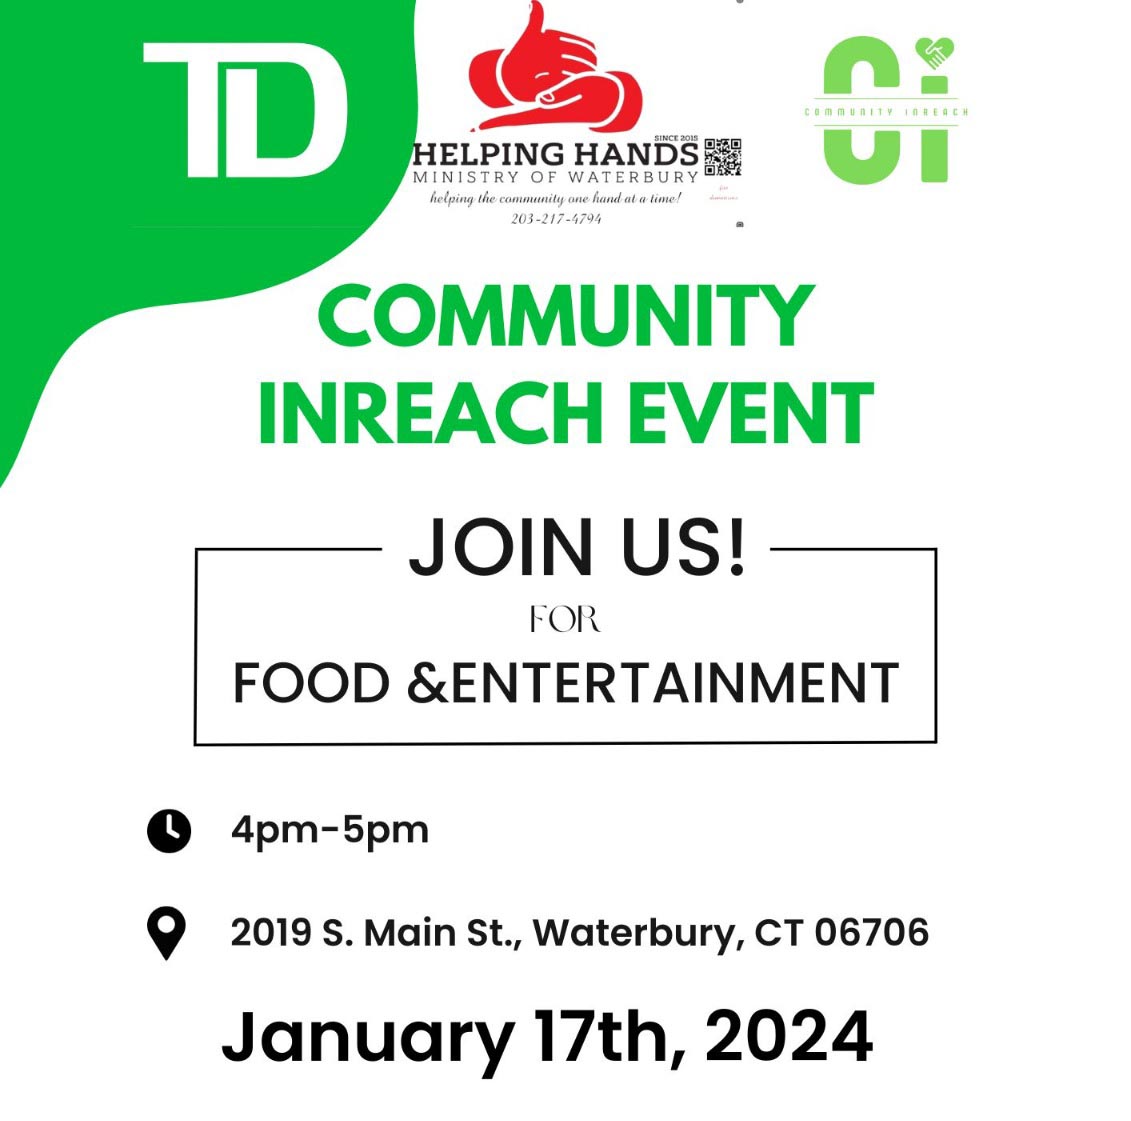 TD
SINCE 2015
HELPING HANDS
MINISTRY OF WATERBURY
helping the community one hand at a time!
203-217-4794
Ci
COMMUNITY INREACH
COMMUNITY
INREACH EVENT
JOIN US!
FOR
FOOD &ENTERTAINMENT
4pm-5pm
2019 S. Main St., Waterbury, CT 06706
January 17th, 2024